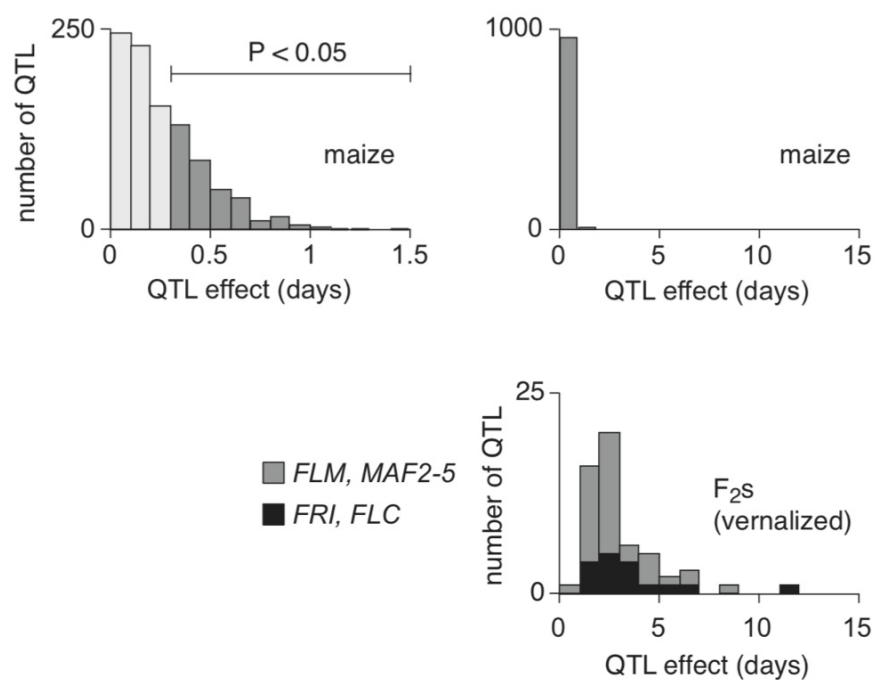 250
P < 0.05
number of QTL
maize
0
0 0.5 1 1.5
QTL effect (days)
1000
maize
0
0 5 10 15
QTL effect (days)
FLM, MAF2-5
FRI, FLC
25
number of QTL
F₂s
(vernalized)
0
0 5 10 15
QTL effect (days)